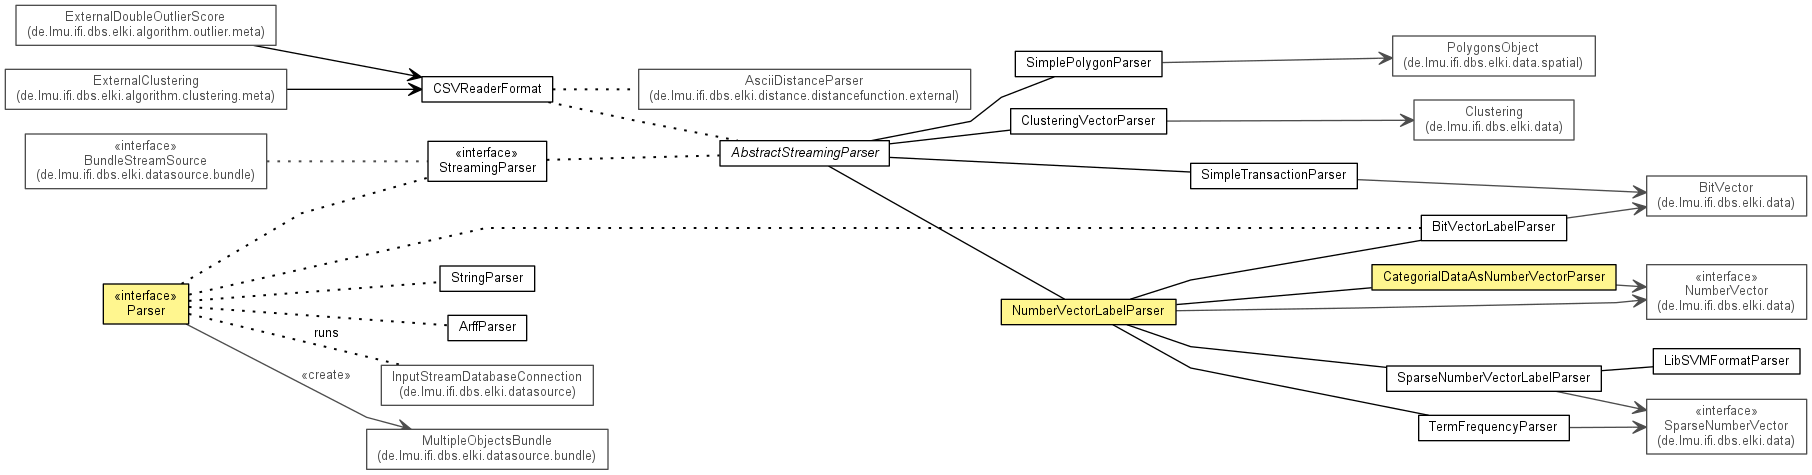 ExternalDoubleOutlierScore
(de.lmu.ifi.dbs.elki.algorithm.outlier.meta)
ExternalClustering
(de.lmu.ifi.dbs.elki.algorithm.clustering.meta)
CSVReaderFormat
AsciiDistanceParser
(de.lmu.ifi.dbs.elki.distance.distancefunction.external)
«interface»
BundleStreamSource
(de.lmu.ifi.dbs.elki.datasource.bundle)
«interface»
StreamingParser
AbstractStreamingParser
SimplePolygonParser
PolygonsObject
(de.lmu.ifi.dbs.elki.data.spatial)
ClusteringVectorParser
Clustering
(de.lmu.ifi.dbs.elki.data)
SimpleTransactionParser
BitVector
(de.lmu.ifi.dbs.elki.data)
BitVectorLabelParser
«interface»
Parser
StringParser
ArffParser
runs
InputStreamDatabaseConnection
(de.lmu.ifi.dbs.elki.datasource)
«create»
MultipleObjectsBundle
(de.lmu.ifi.dbs.elki.datasource.bundle)
CategorialDataAsNumberVectorParser
NumberVectorLabelParser
«interface»
NumberVector
(de.lmu.ifi.dbs.elki.data)
LibSVMFormatParser
SparseNumberVectorLabelParser
TermFrequencyParser
«interface»
SparseNumberVector
(de.lmu.ifi.dbs.elki.data)